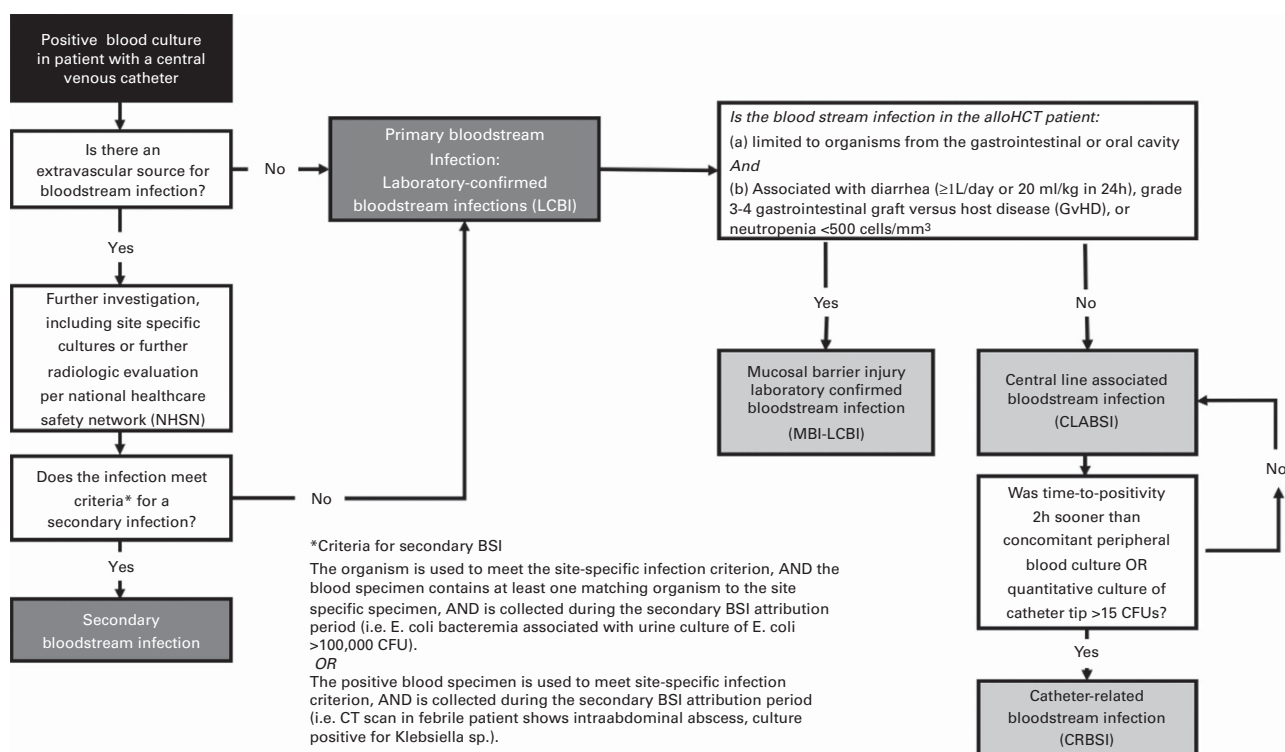 Positive blood culture
in patient with a central
venous catheter
Is there an
extravascular source for
bloodstream infection?
No
Yes
Further investigation,
including site specific
cultures or further
radiologic evaluation
per national healthcare
safety network (NHSN)
Does the infection meet
criteria* for a
secondary infection?
No
Yes
Secondary
bloodstream infection
Primary bloodstream
Infection:
Laboratory-confirmed
bloodstream infections (LCBI)
Is the blood stream infection in the alloHCT patient:
(a) limited to organisms from the gastrointestinal or oral cavity
And
(b) Associated with diarrhea (≥1L/day or 20 ml/kg in 24h), grade
3-4 gastrointestinal graft versus host disease (GvHD), or
neutropenia <500 cells/mm³
Yes
No
Mucosal barrier injury
laboratory confirmed
bloodstream infection
(MBI-LCBI)
Central line associated
bloodstream infection
(CLABSI)
No
Was time-to-positivity
2h sooner than
concomitant peripheral
blood culture OR
quantitative culture of
catheter tip >15 CFUs?
Yes
Catheter-related
bloodstream infection
(CRBSI)
*Criteria for secondary BSI
The organism is used to meet the site-specific infection criterion, AND the
blood specimen contains at least one matching organism to the site
specific specimen, AND is collected during the secondary BSI attribution
period (i.e. E. coli bacteremia associated with urine culture of E. coli
>100,000 CFU).
OR
The positive blood specimen is used to meet site-specific infection
criterion, AND is collected during the secondary BSI attribution period
(i.e. CT scan in febrile patient shows intraabdominal abscess, culture
positive for Klebsiella sp.).